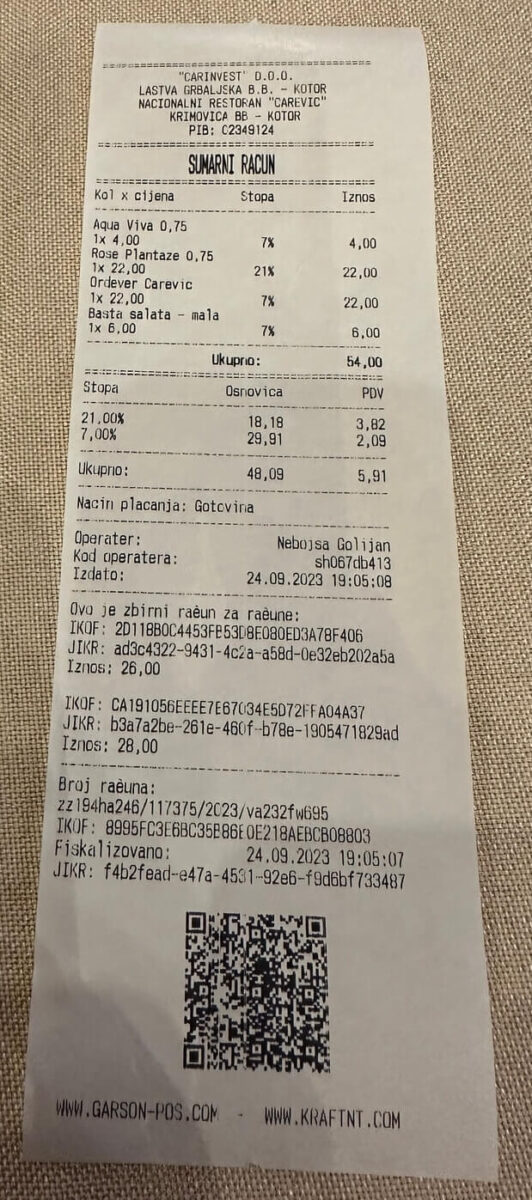 "CARINVEST" D.O.O.
LASTVA GRBALJSKA B.B. - KOTOR
NACIONALNI RESTORAN "CAREVIC"
KRIMOVICA BB - KOTOR
PIB: C2349124
SUMARNI RACUN
Kol x cijena Stopa Iznos
Aqua Viva 0,75
1x 4,00 7% 4,00
Rose Plantaze 0,75
1x 22,00 21% 22,00
Ordever Carevic
1x 22,00 7% 22,00
Basta salata - mala
1x 6,00 7% 6,00
Ukupno: 54,00
Stopa Osnovica PDV
21,00% 18,18 3,82
7,00% 29,91 2,09
Ukupno: 48,09 5,91
Nacin placanja: Gotovina
Operater: Nebojsa Golijan
Kod operatera: sh067db413
Izdato: 24.09.2023 19:05:08
Ovo je zbirni raèun za raèune:
IKOF: 2D118B0C4453FB53D8E080ED3A78F406
JIKR: ad3c4322-9431-4c2a-a58d-0e32eb202a5a
Iznos: 26,00
IKOF: CA191056EEEE7E67034E5D72FFA04A37
JIKR: b3a7a2be-261e-460f-b78e-1905471829ad
Iznos: 28,00
Broj raèuna:
zz194ha246/117375/2023/va232fw695
IKOF: 8995FC3E6BC35B86E0E218AEBCB08803
Fiskalizovano: 24.09.2023 19:05:07
JIKR: f4b2fead-e47a-4531-92e6-f9d6bf733487
WWW.GARSON-POS.COM - WWW.KRAFTNT.COM